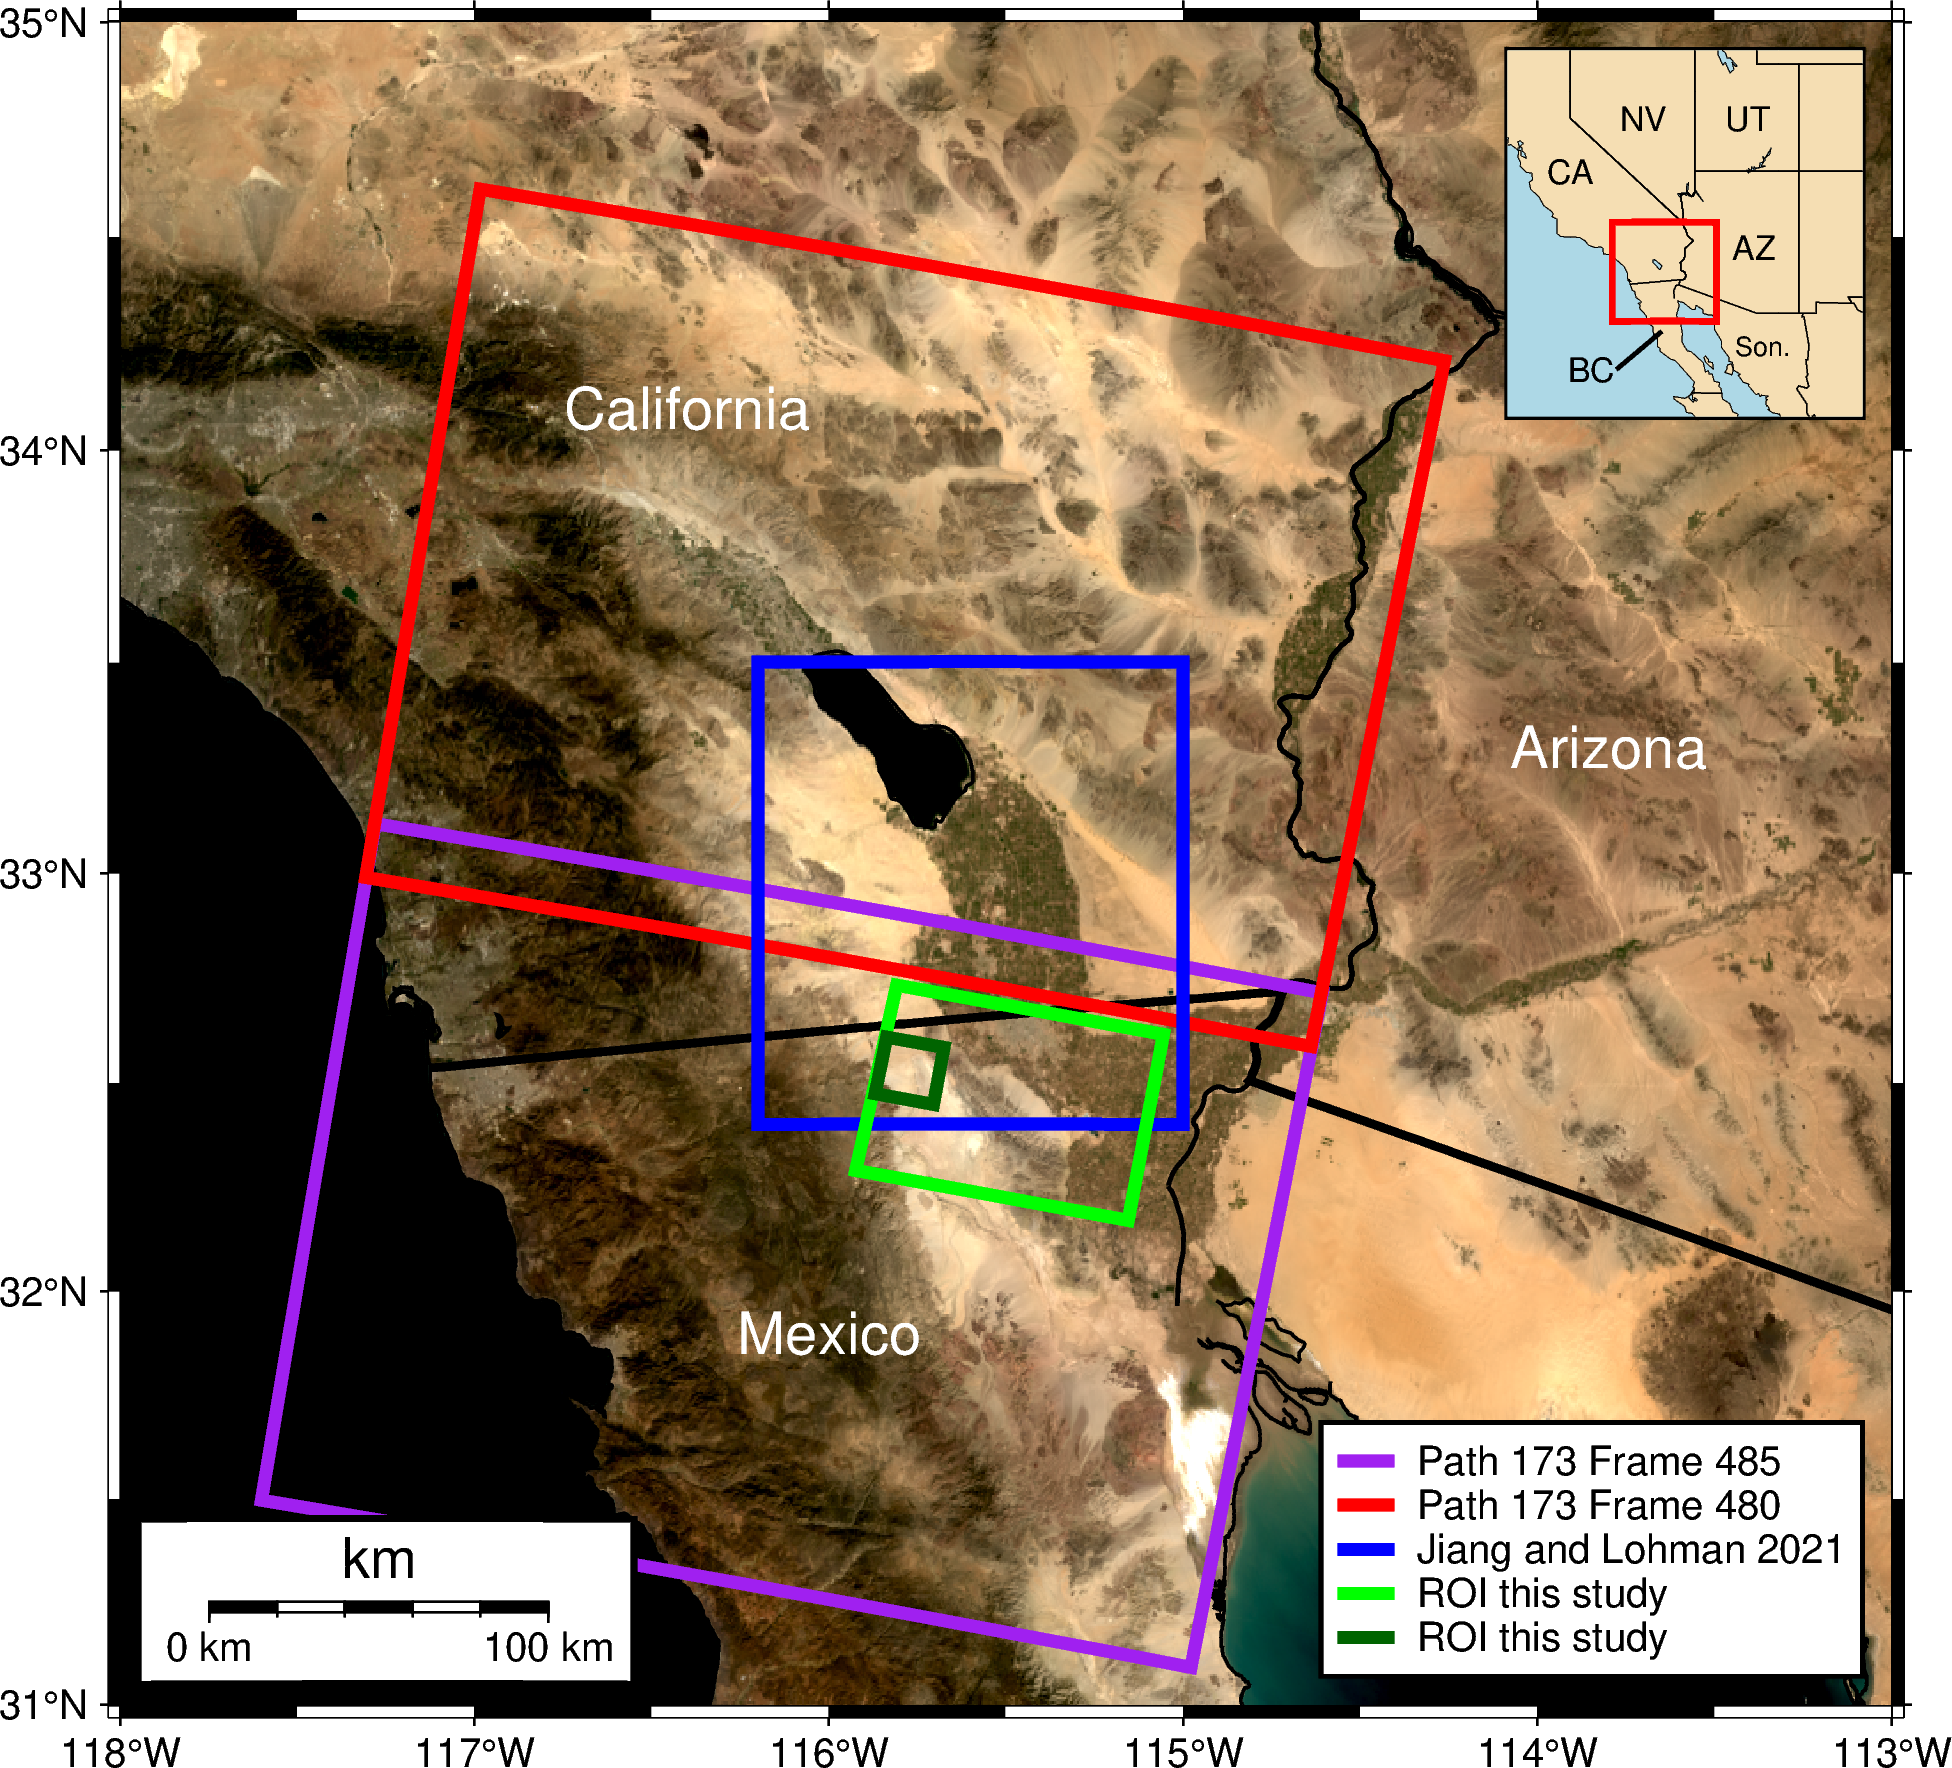 35°N
34°N
33°N
32°N
31°N
118°W
117°W
116°W
115°W
114°W
113°W
California
Arizona
Mexico
NV
UT
CA
AZ
BC
Son.
km
0 km
100 km
Path 173 Frame 485
Path 173 Frame 480
Jiang and Lohman 2021
ROI this study
ROI this study